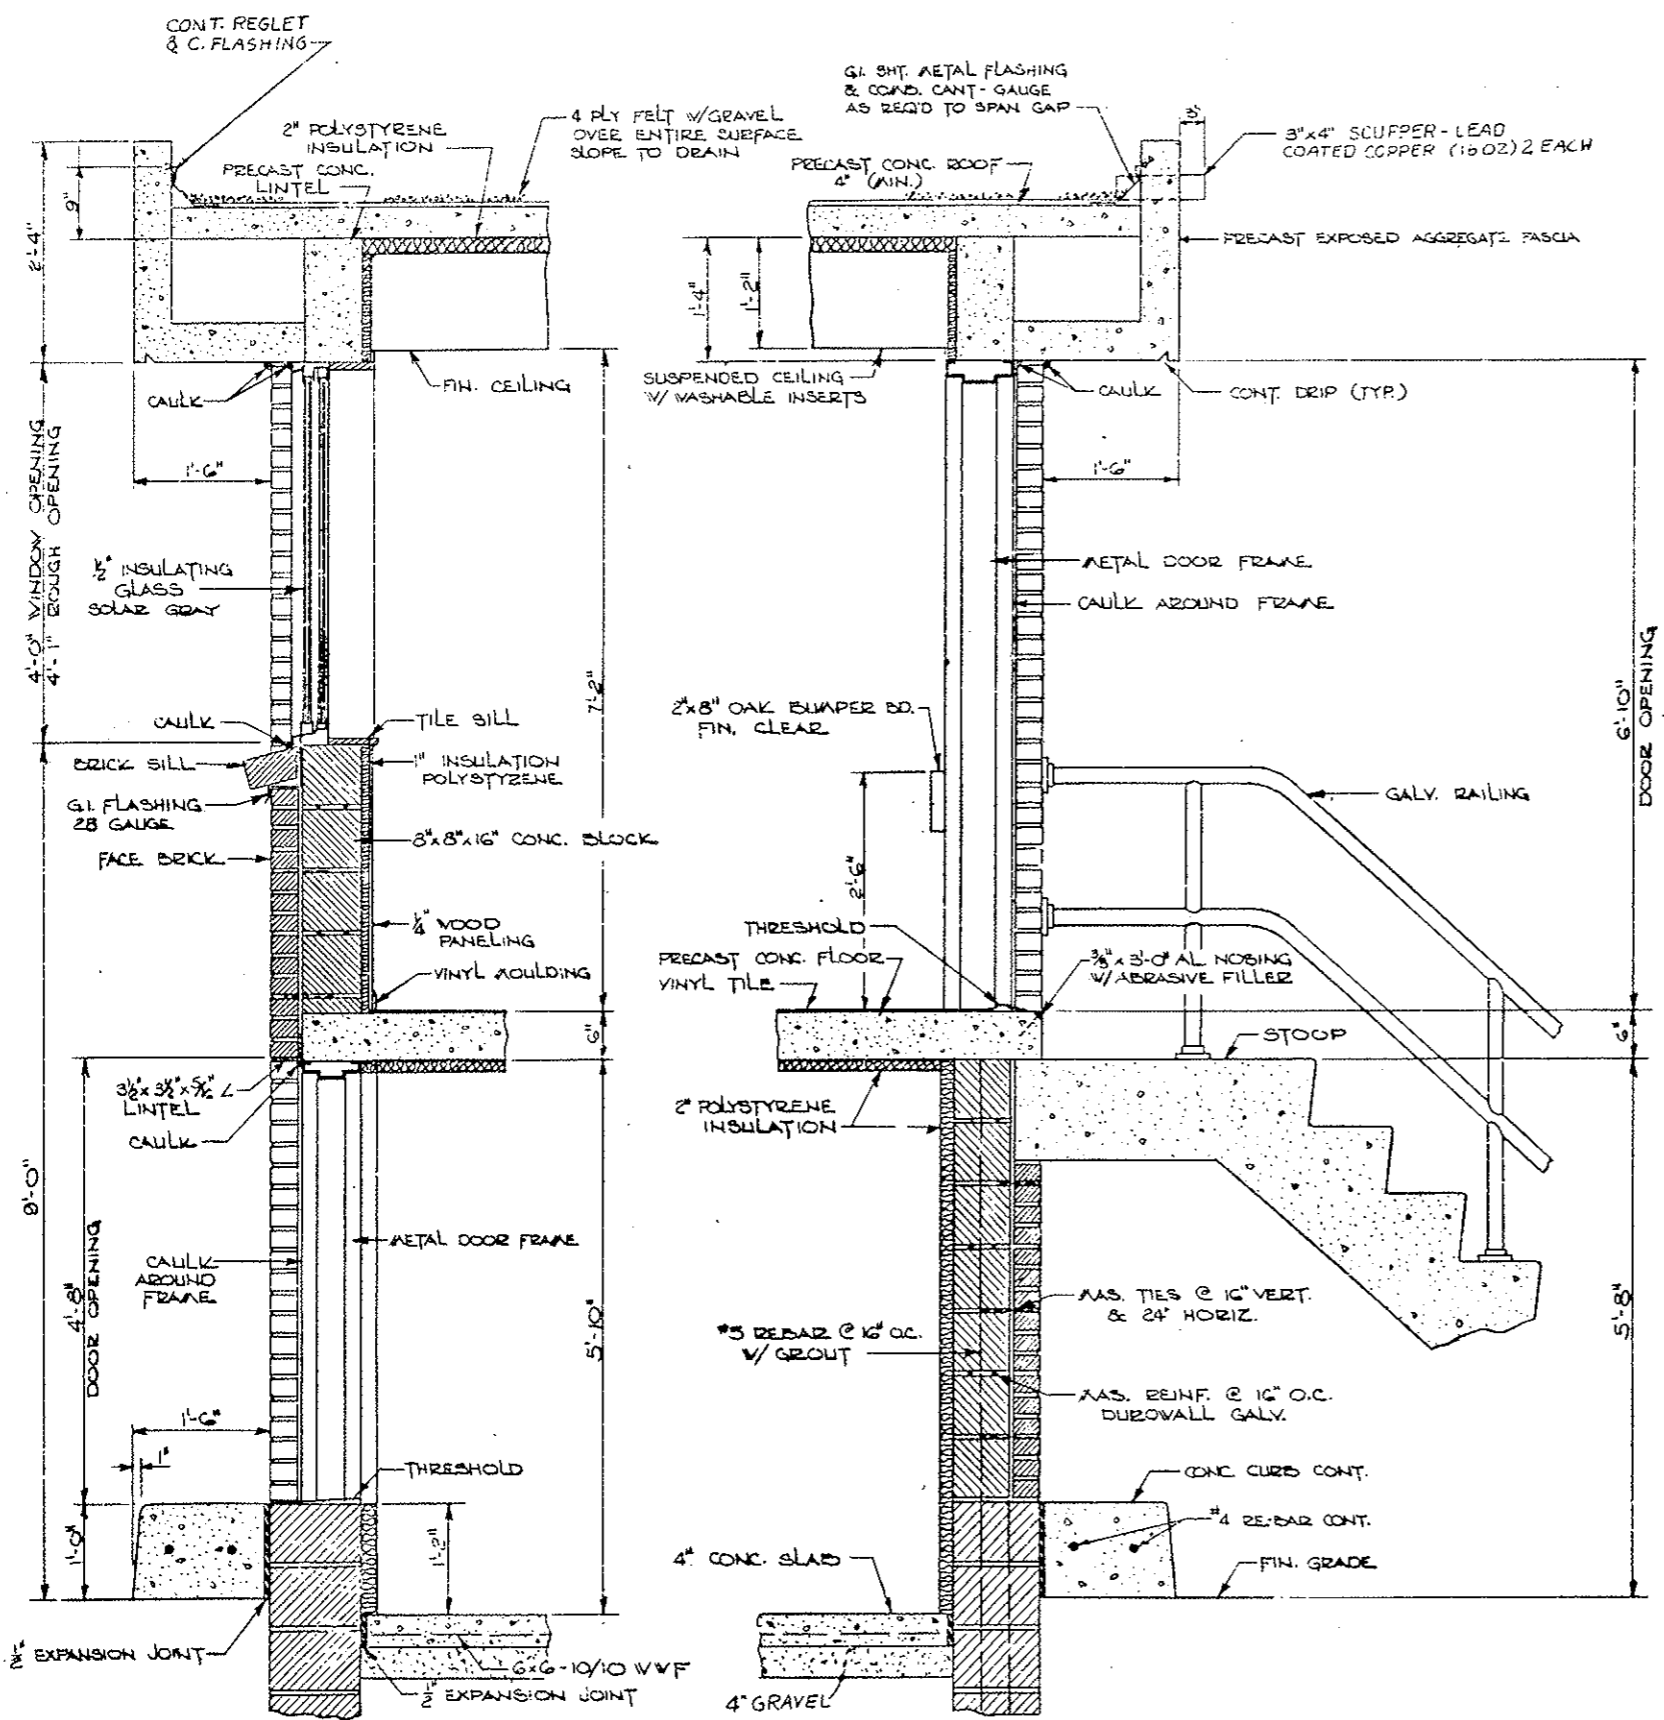 CONT. REGLET
& C. FLASHING
2" POLYSTYRENE
INSULATION
PRECAST CONC.
LINTEL
4 PLY FELT W/GRAVEL
OVER ENTIRE SURFACE
SLOPE TO DRAIN
9"
2'-4"
FIN. CEILING
CAULK
1'-6"
4'-0" WINDOW OPENING
4'-1" ROUGH OPENING
1/2" INSULATING
GLASS
SOLAR GRAY
7'-2"
CAULK
TILE SILL
BRICK SILL
1" INSULATION
POLYSTYRENE
G.I. FLASHING
28 GAUGE
8"x8"x16" CONC. BLOCK
FACE BRICK
1/4" WOOD
PANELING
VINYL MOULDING
6"
3 1/2"x 3 1/2"x 5/16" L
LINTEL
CAULK
9'-0"
4'-8"
DOOR OPENING
METAL DOOR FRAME
CAULK
AROUND
FRAME
5'-10"
1'-6"
1"
THRESHOLD
1'-0"
1'-2"
1/2" EXPANSION JOINT
6x6-10/10 WWF
1/2" EXPANSION JOINT
G.I. SHT. METAL FLASHING
& COMB. CANT-GAUGE
AS REQ'D TO SPAN GAP
3"
3"x4" SCUPPER-LEAD
COATED COPPER (16 OZ) 2 EACH
PRECAST CONC. ROOF
4" (MIN.)
PRECAST EXPOSED AGGREGATE FASCIA
1'-4"
1'-2"
SUSPENDED CEILING
W/ WASHABLE INSERTS
CAULK
CONT. DRIP (TYP.)
1'-6"
METAL DOOR FRAME
CAULK AROUND FRAME
6'-10"
DOOR OPENING
2"x8" OAK BUMPER BD.
FIN. CLEAR
GALV. RAILING
2'-6"
THRESHOLD
PRECAST CONC. FLOOR
VINYL TILE
3/8" x 3'-0" AL NOSING
W/ABRASIVE FILLER
STOOP
6"
2" POLYSTYRENE
INSULATION
MAS. TIES @ 16" VERT.
& 24" HORIZ.
#5 REBAR @ 16" O.C.
W/ GROUT
5'-8"
MAS. REINF. @ 16" O.C.
DUROWALL GALV.
CONC CURB CONT.
#4 RE-BAR CONT.
4" CONC. SLAB
FIN. GRADE
4" GRAVEL